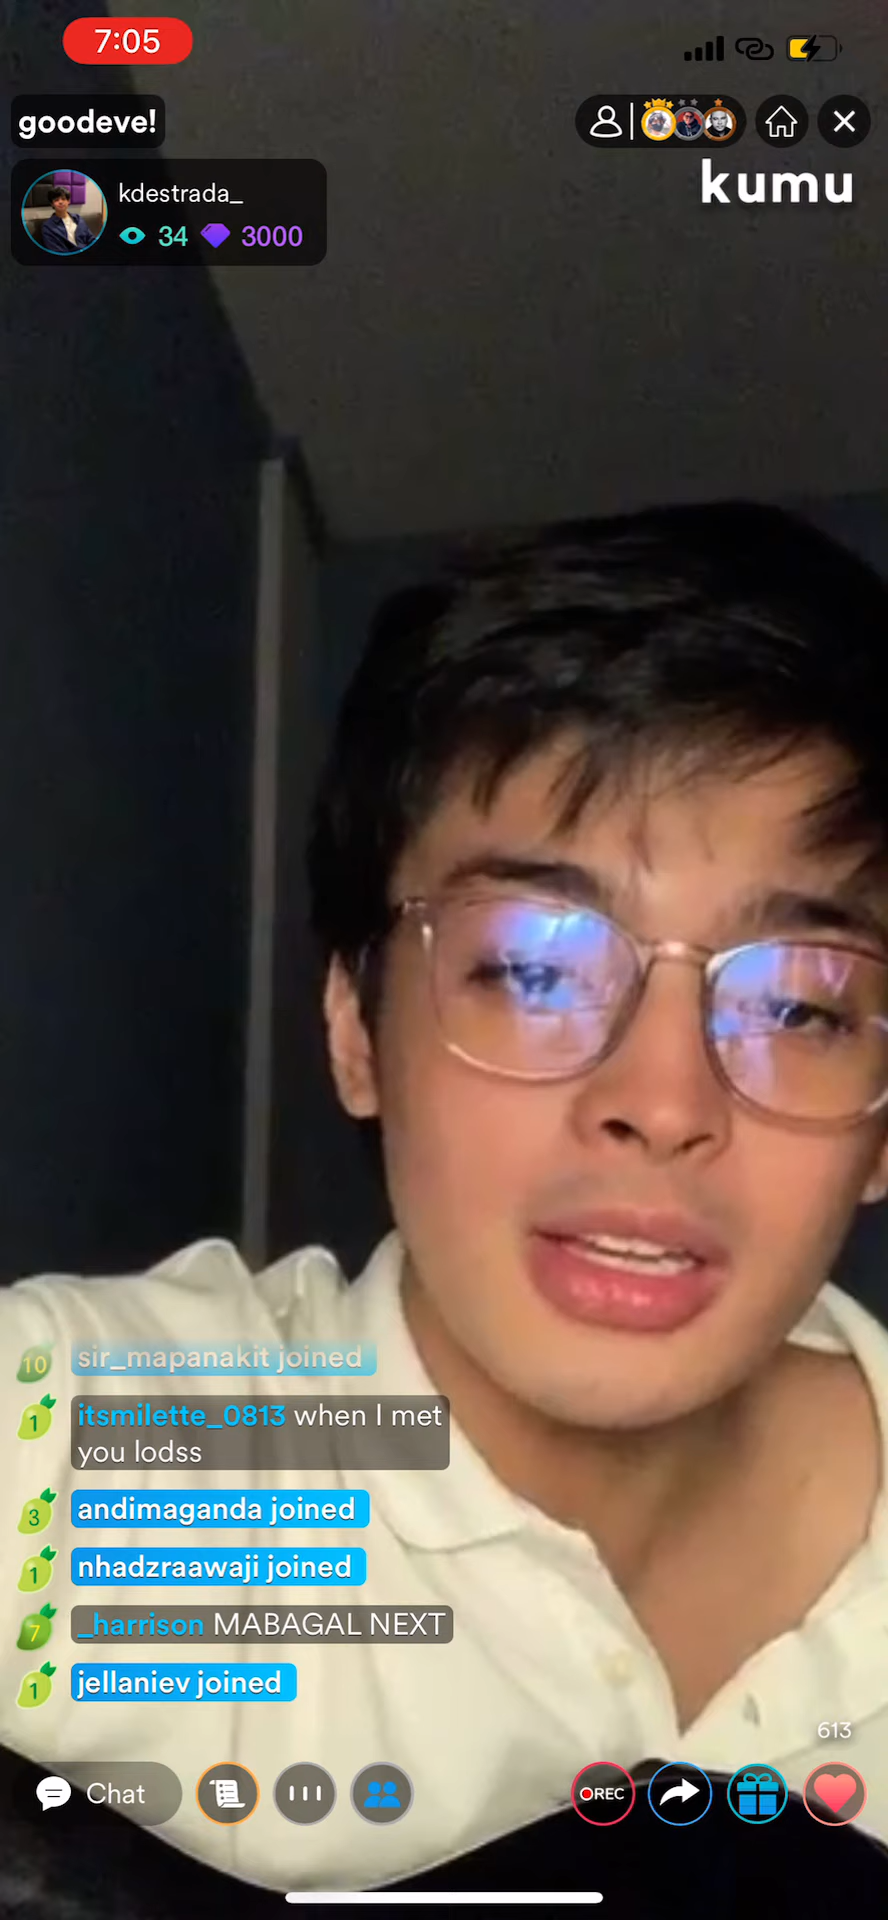 7:05
goodeve!
kumu
kdestrada_
34 3000
10 sir_mapanakit joined
1 itsmilette_0813 when I met
you lodss
3 andimaganda joined
1 nhadzraawaji joined
7 _harrison MABAGAL NEXT
1 jellaniev joined
613
Chat
REC